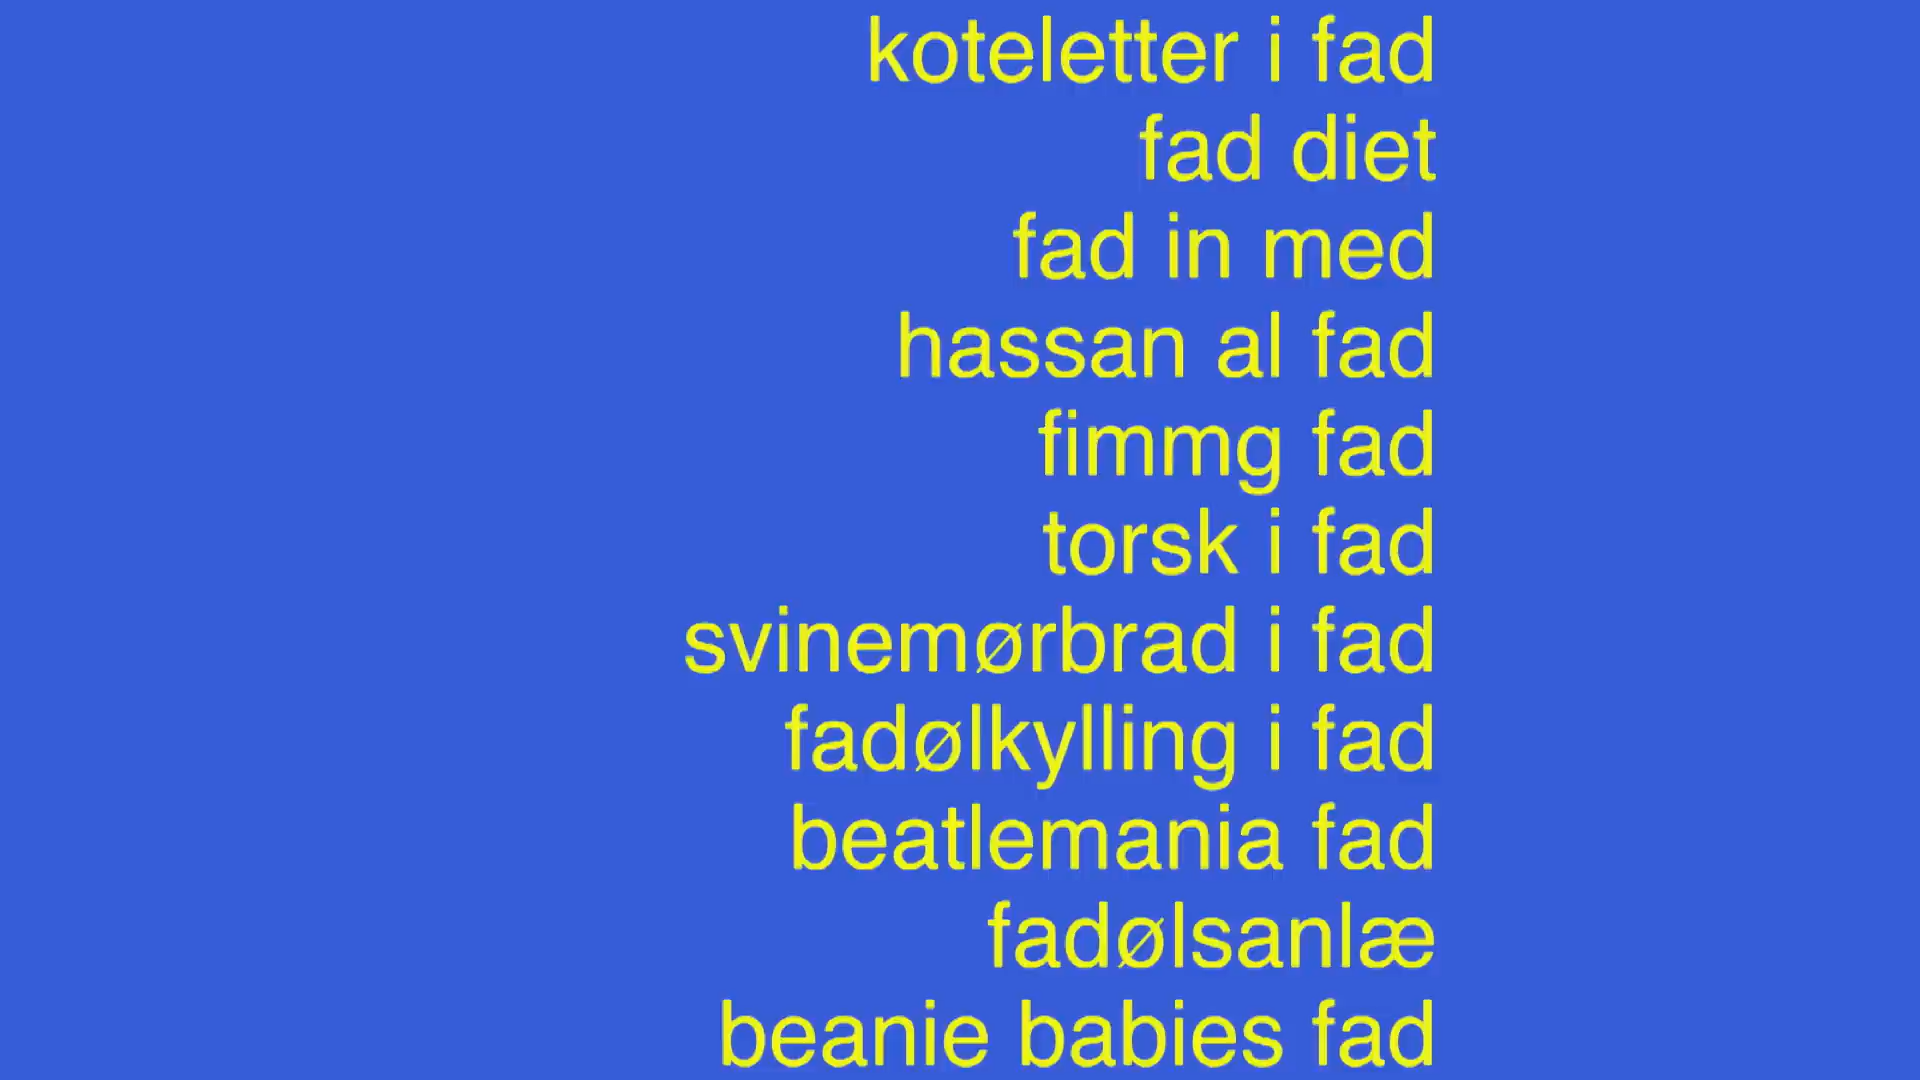 koteletter i fad
fad diet
fad in med
hassan al fad
fimmg fad
torsk i fad
svinemørbrad i fad
fadølkylling i fad
beatlemania fad
fadølsanlæ
beanie babies fad